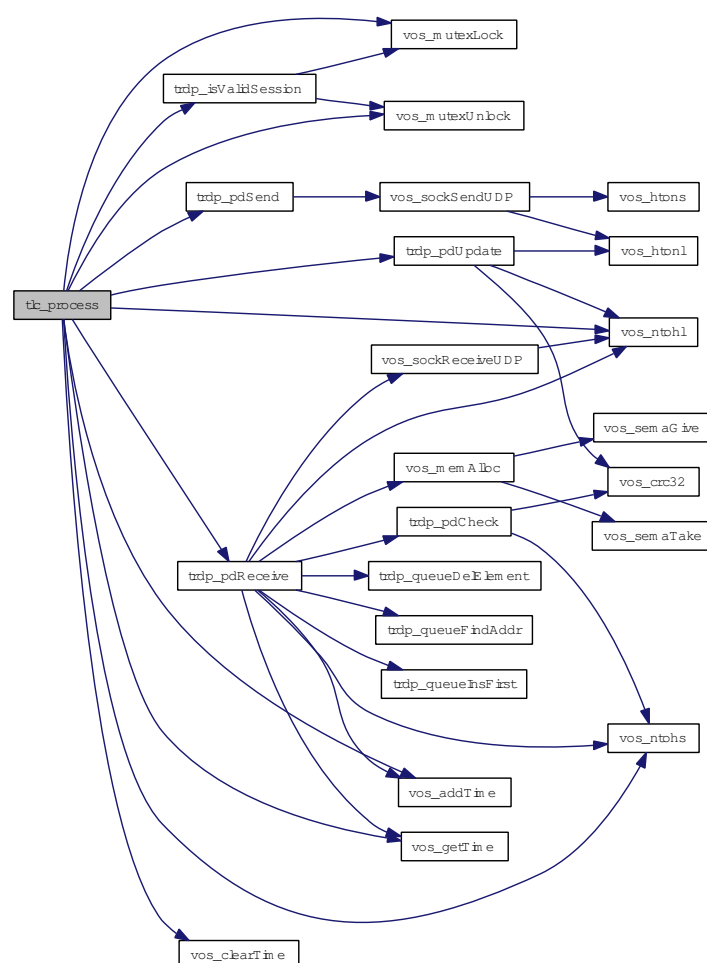 vos_mutexLock
trdp_isValidSession
vos_mutexUnlock
trdp_pdSend
vos_sockSendUDP
vos_htons
trdp_pdUpdate
vos_htonl
tlc_process
vos_ntohl
vos_sockReceiveUDP
vos_semaGive
vos_memAlloc
vos_crc32
trdp_pdCheck
vos_semaTake
trdp_pdReceive
trdp_queueDelElement
trdp_queueFindAddr
trdp_queueInsFirst
vos_ntohs
vos_addTime
vos_getTime
vos_clearTime